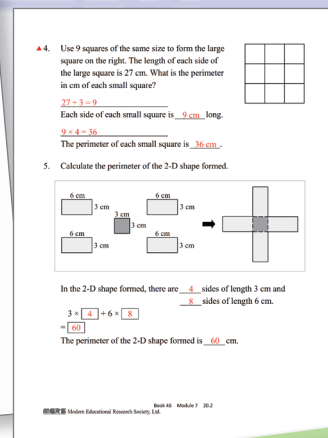 ▲4. Use 9 squares of the same size to form the large
square on the right. The length of each side of
the large square is 27 cm. What is the perimeter
in cm of each small square?
27 ÷ 3 = 9
Each side of each small square is 9 cm long.
9 × 4 = 36
The perimeter of each small square is 36 cm .
5. Calculate the perimeter of the 2-D shape formed.
6 cm
3 cm
6 cm
3 cm
3 cm
3 cm
6 cm
3 cm
6 cm
3 cm
In the 2-D shape formed, there are 4 sides of length 3 cm and
8 sides of length 6 cm.
3 × 4 + 6 × 8
= 60
The perimeter of the 2-D shape formed is 60 cm.
Book 4B Module 7 20.2
Modern Educational Research Society, Ltd.